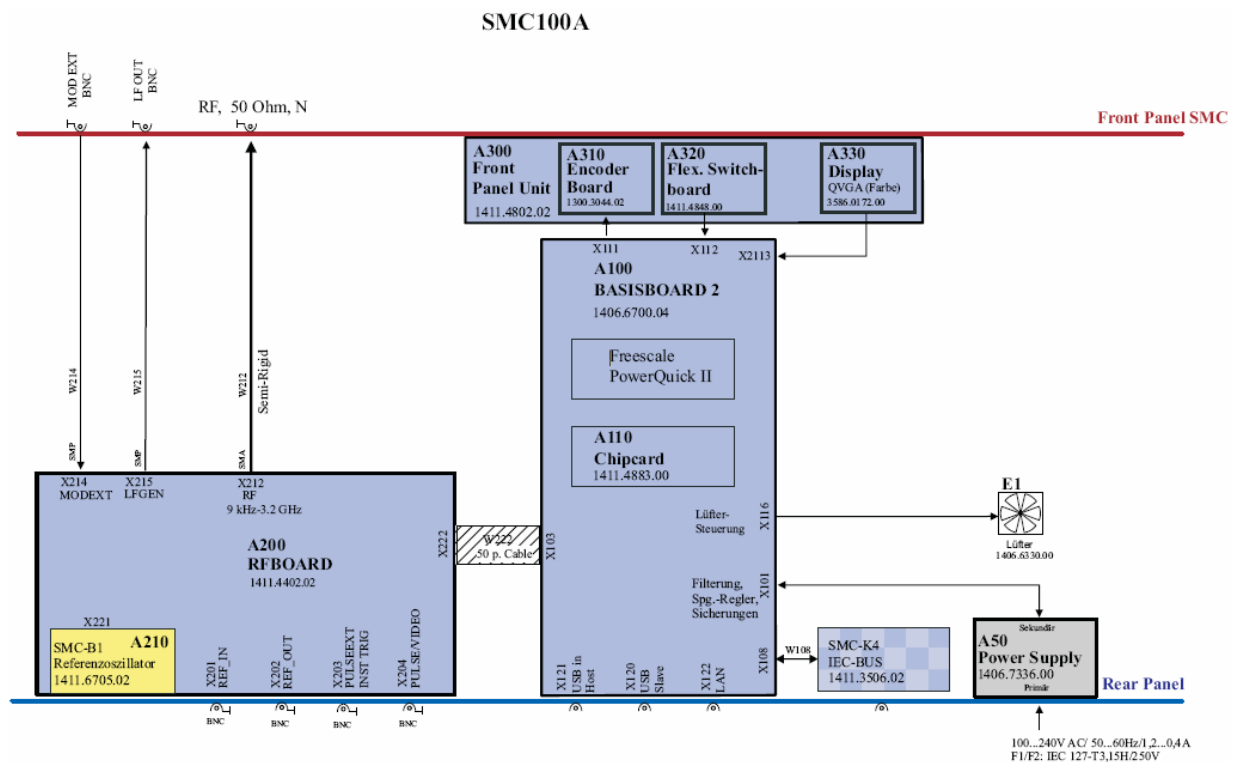 SMC100A
MOD EXT
BNC
LF OUT
BNC
RF, 50 Ohm, N
Front Panel SMC
A300
Front
Panel Unit
1411.4802.02
A310
Encoder
Board
1300.3044.02
A320
Flex. Switch-
board
1411.4848.00
A330
Display
QVGA (Farbe)
3586.0172.00
X111
X112
X2113
A100
BASISBOARD 2
1406.6700.04
Freescale
PowerQuick II
A110
Chipcard
1411.4883.00
W214
W215
W212
Semi-Rigid
SMP
SMP
SMA
X214
MODEXT
X215
LFGEN
X212
RF
9 kHz-3.2 GHz
A200
RFBOARD
1411.4402.02
X222
W222
50 p. Cable
X103
Lüfter-
Steuerung
X116
E1
Lüfter
1406.6330.00
Filterung,
Spg.-Regler,
Sicherungen
X101
X221
SMC-B1
A210
Referenzoszillator
1411.6705.02
X201
REF_IN
X202
REF_OUT
X203
PULSEEXT
INST TRIG
X204
PULSE/VIDEO
X121
USB in
Host
X120
USB
Slave
X122
LAN
X108
W108
SMC-K4
IEC-BUS
1411.3506.02
Sekundär
A50
Power Supply
1406.7336.00
Primär
Rear Panel
BNC
BNC
BNC
BNC
100...240V AC/ 50...60Hz/1,2...0,4A
F1/F2: IEC 127-T3,15H/250V